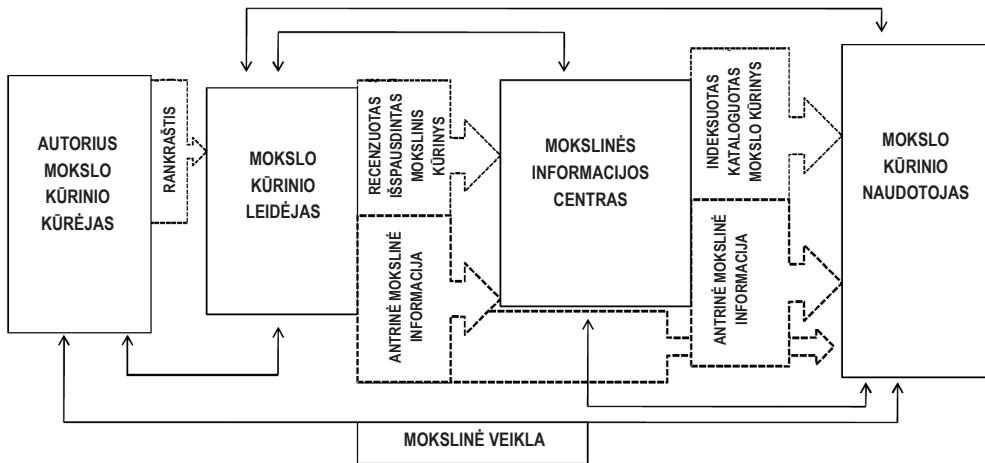 AUTORIUS
MOKSLO
KŪRINIO
KŪRĖJAS
RANKRAŠTIS
MOKSLO
KŪRINIO
LEIDĖJAS
RECENZUOTAS
IŠSPAUSDINTAS
MOKSLINIS
KŪRINYS
ANTRINĖ MOKSLINĖ
INFORMACIJA
MOKSLINĖS
INFORMACIJOS
CENTRAS
INDEKSUOTAS
KATALOGUOTAS
MOKSLO KŪRINYS
ANTRINĖ MOKSLINĖ
INFORMACIJA
MOKSLO
KŪRINIO
NAUDOTOJAS
MOKSLINĖ VEIKLA